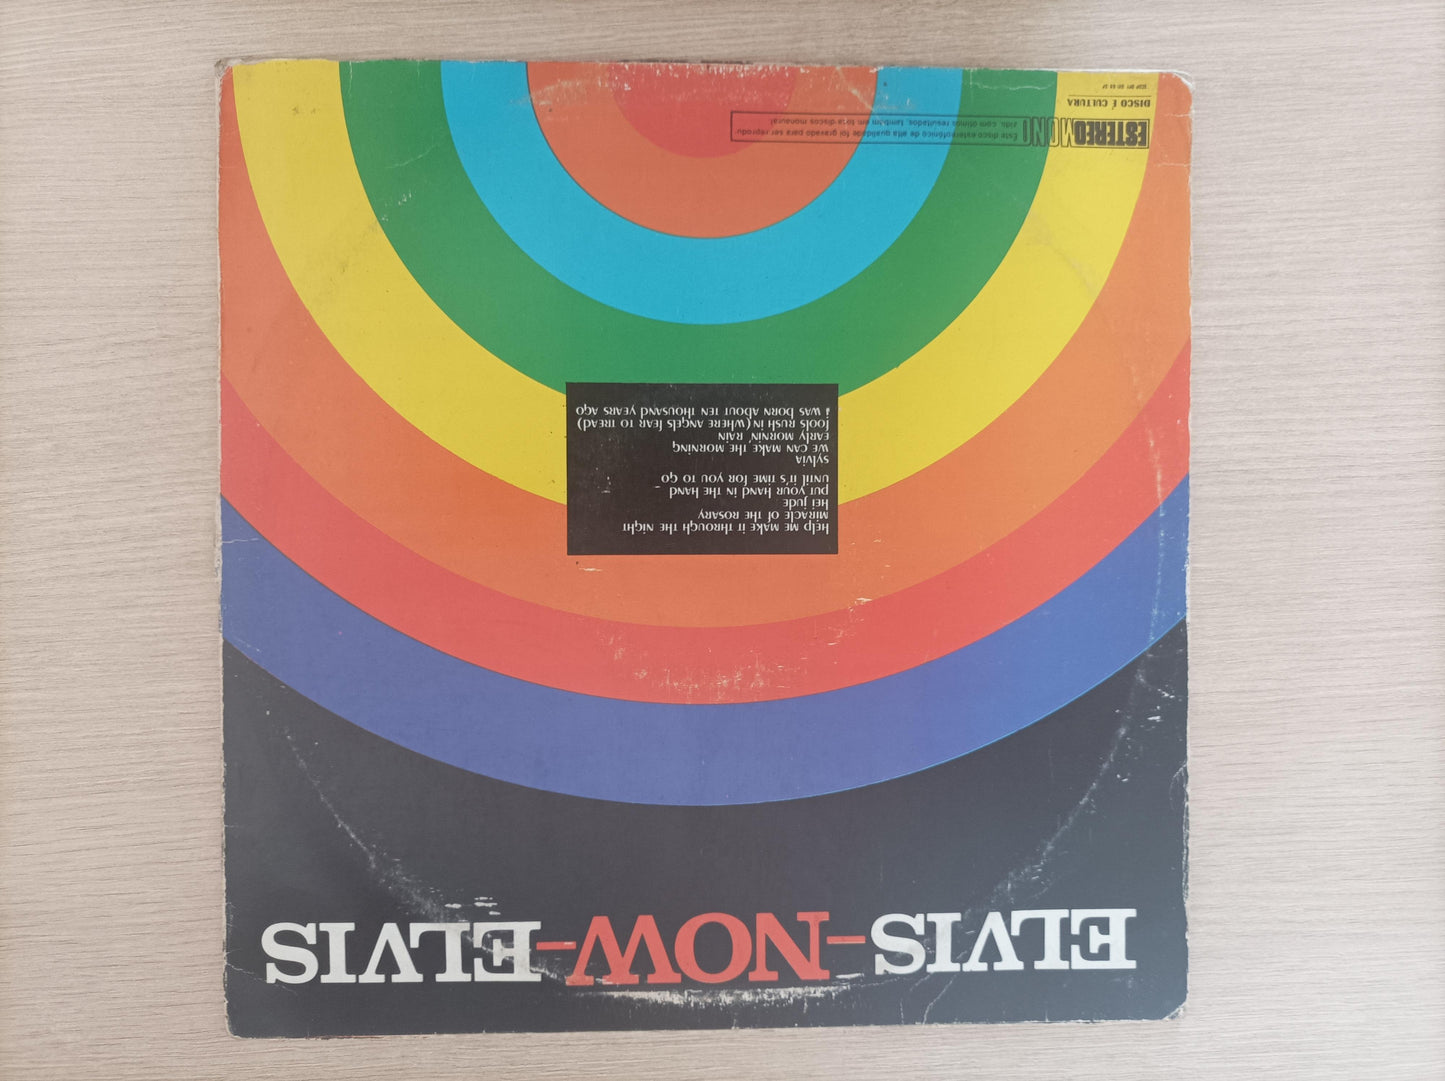 ELVIS-NOW-ELVIS
help me make it through the night
miracle of the rosary
hei jude
put your hand in the hand
until it's time for you to go
sylvia
we can make the morning
early mornin' rain
fools rush in (where angels fear to tread)
i was born about ten thousand years ago
ESTEREOMONO
Este disco estereofônico de alta qualidade foi gravado para ser reprodu-
zido, com ótimos resultados, também em toca-discos monaural
DISCO É CULTURA